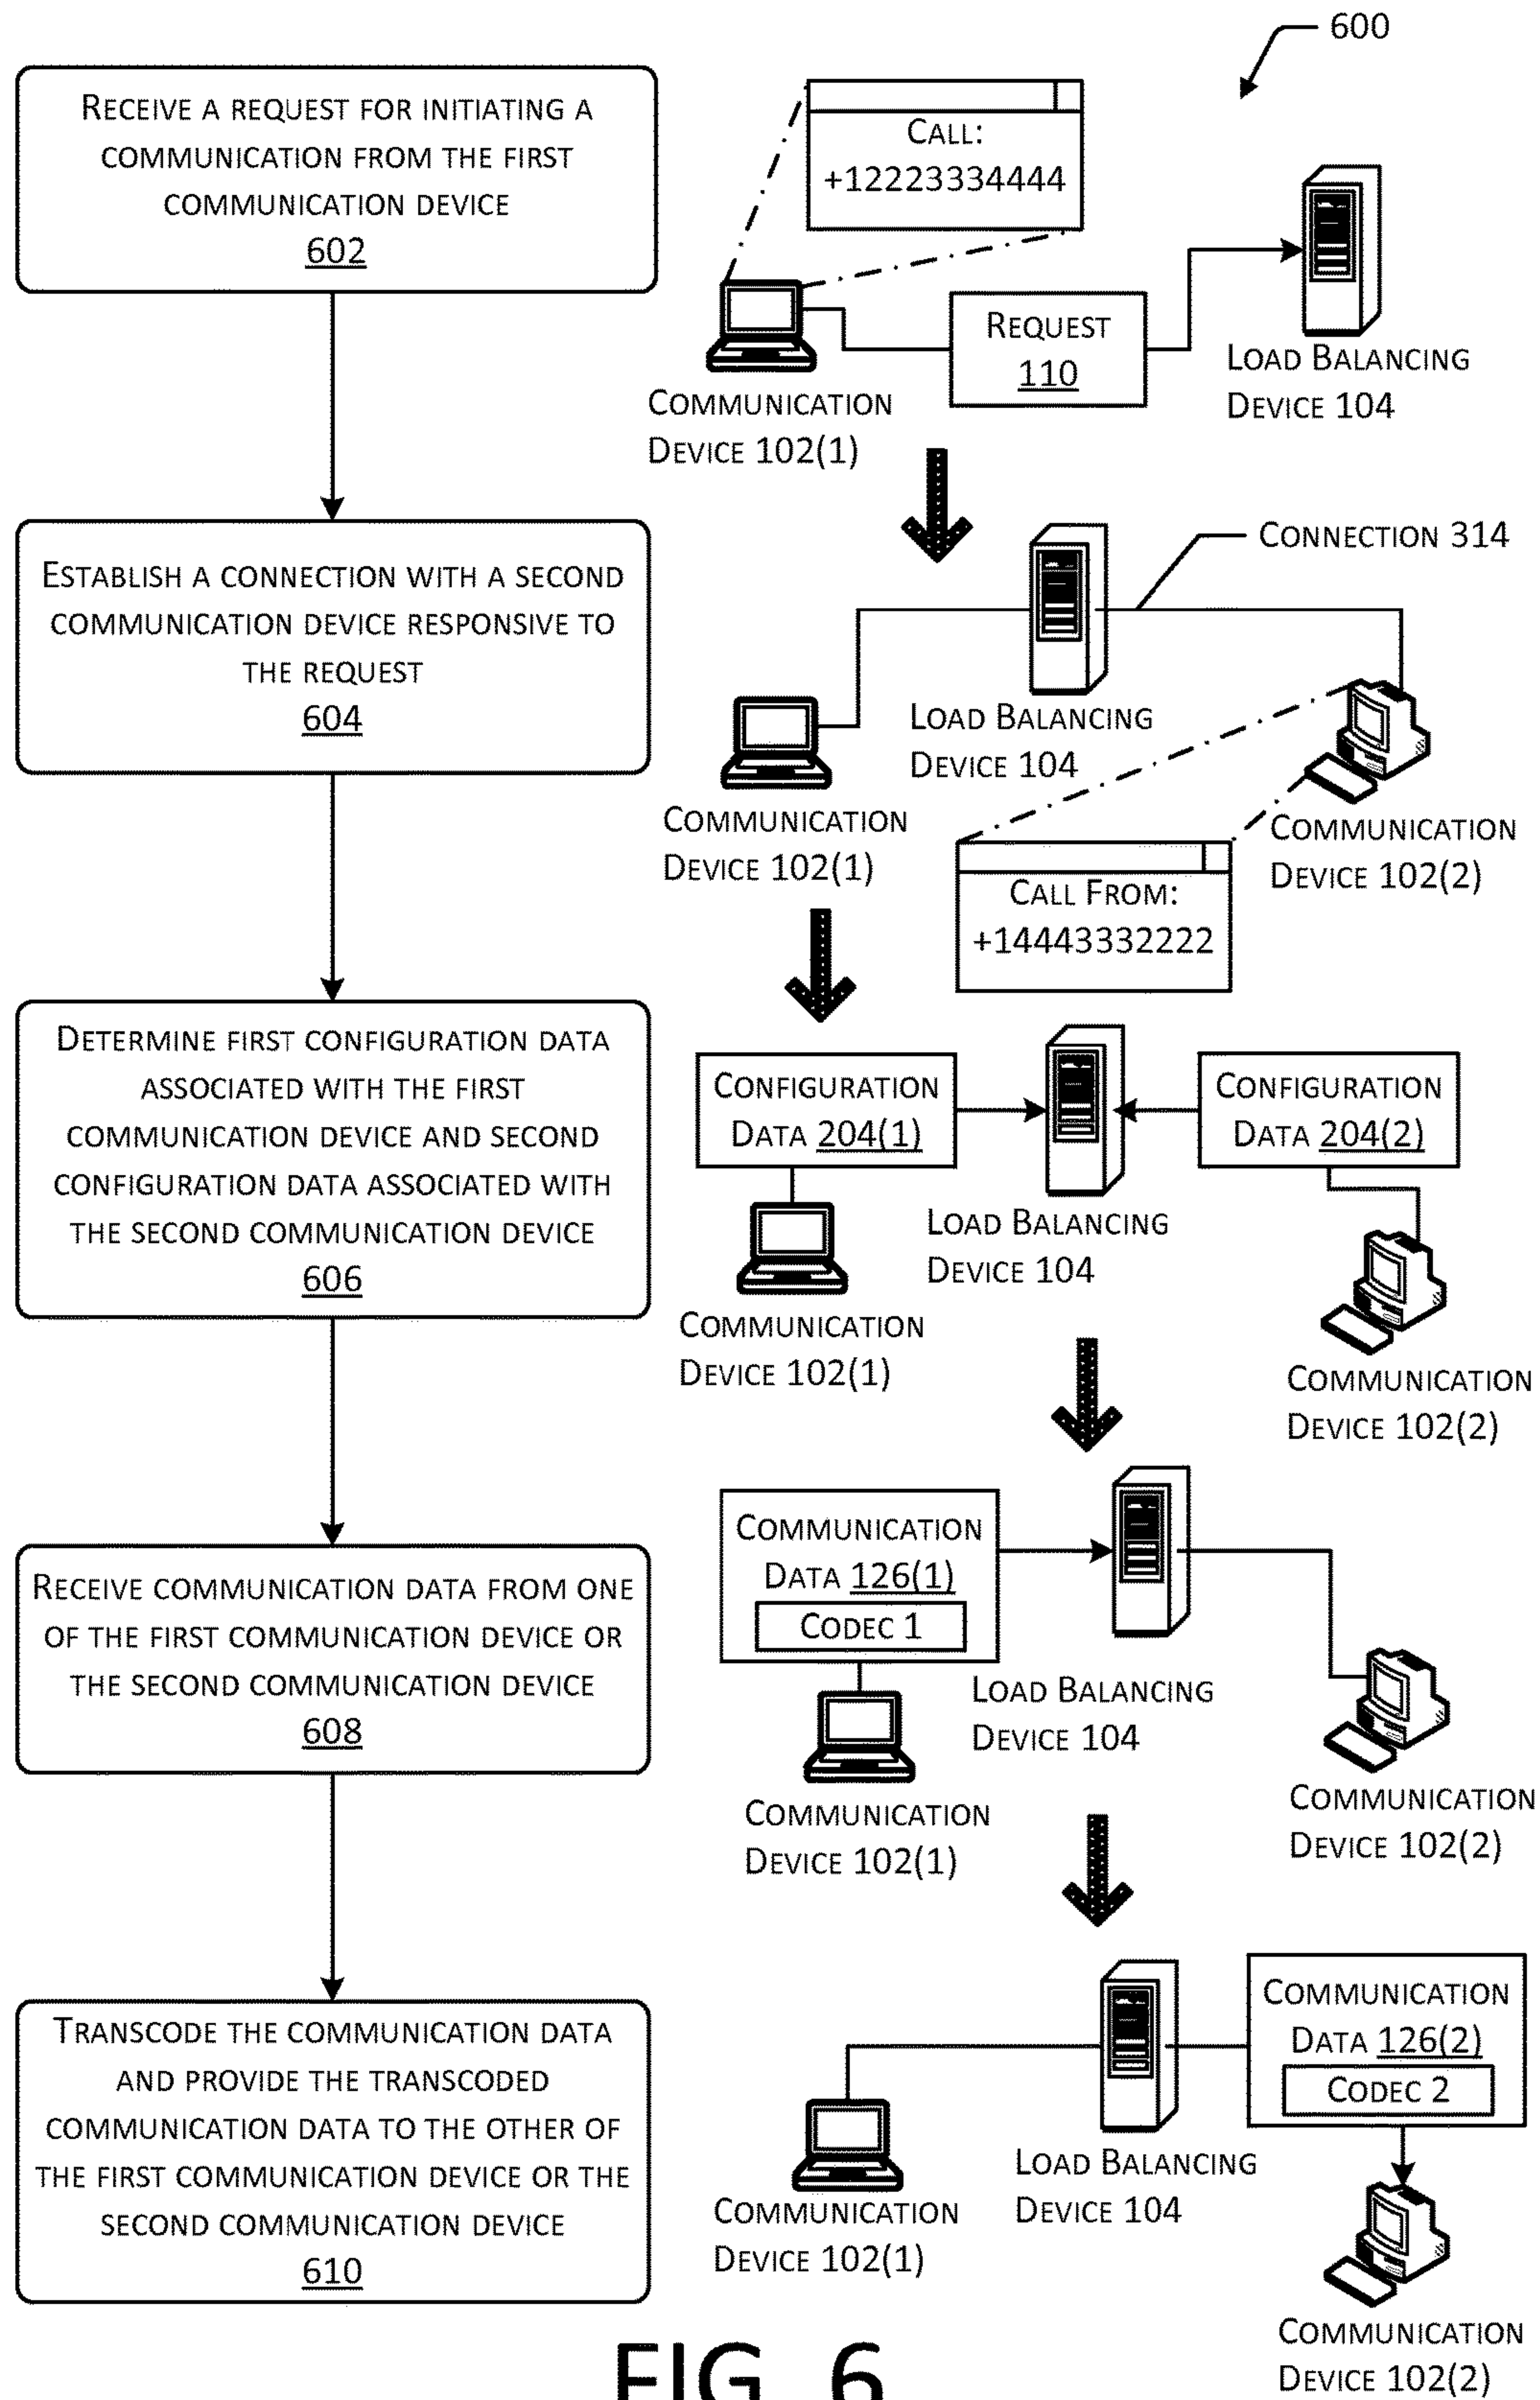 600
RECEIVE A REQUEST FOR INITIATING A
COMMUNICATION FROM THE FIRST
COMMUNICATION DEVICE
602
CALL:
+12223334444
REQUEST
110
LOAD BALANCING
DEVICE 104
COMMUNICATION
DEVICE 102(1)
ESTABLISH A CONNECTION WITH A SECOND
COMMUNICATION DEVICE RESPONSIVE TO
THE REQUEST
604
CONNECTION 314
LOAD BALANCING
DEVICE 104
COMMUNICATION
DEVICE 102(1)
COMMUNICATION
DEVICE 102(2)
CALL FROM:
+14443332222
DETERMINE FIRST CONFIGURATION DATA
ASSOCIATED WITH THE FIRST
COMMUNICATION DEVICE AND SECOND
CONFIGURATION DATA ASSOCIATED WITH
THE SECOND COMMUNICATION DEVICE
606
CONFIGURATION
DATA 204(1)
CONFIGURATION
DATA 204(2)
LOAD BALANCING
DEVICE 104
COMMUNICATION
DEVICE 102(1)
COMMUNICATION
DEVICE 102(2)
RECEIVE COMMUNICATION DATA FROM ONE
OF THE FIRST COMMUNICATION DEVICE OR
THE SECOND COMMUNICATION DEVICE
608
COMMUNICATION
DATA 126(1)
CODEC 1
LOAD BALANCING
DEVICE 104
COMMUNICATION
DEVICE 102(1)
COMMUNICATION
DEVICE 102(2)
TRANSCODE THE COMMUNICATION DATA
AND PROVIDE THE TRANSCODED
COMMUNICATION DATA TO THE OTHER OF
THE FIRST COMMUNICATION DEVICE OR THE
SECOND COMMUNICATION DEVICE
610
COMMUNICATION
DATA 126(2)
CODEC 2
LOAD BALANCING
DEVICE 104
COMMUNICATION
DEVICE 102(1)
COMMUNICATION
DEVICE 102(2)
FIG. 6